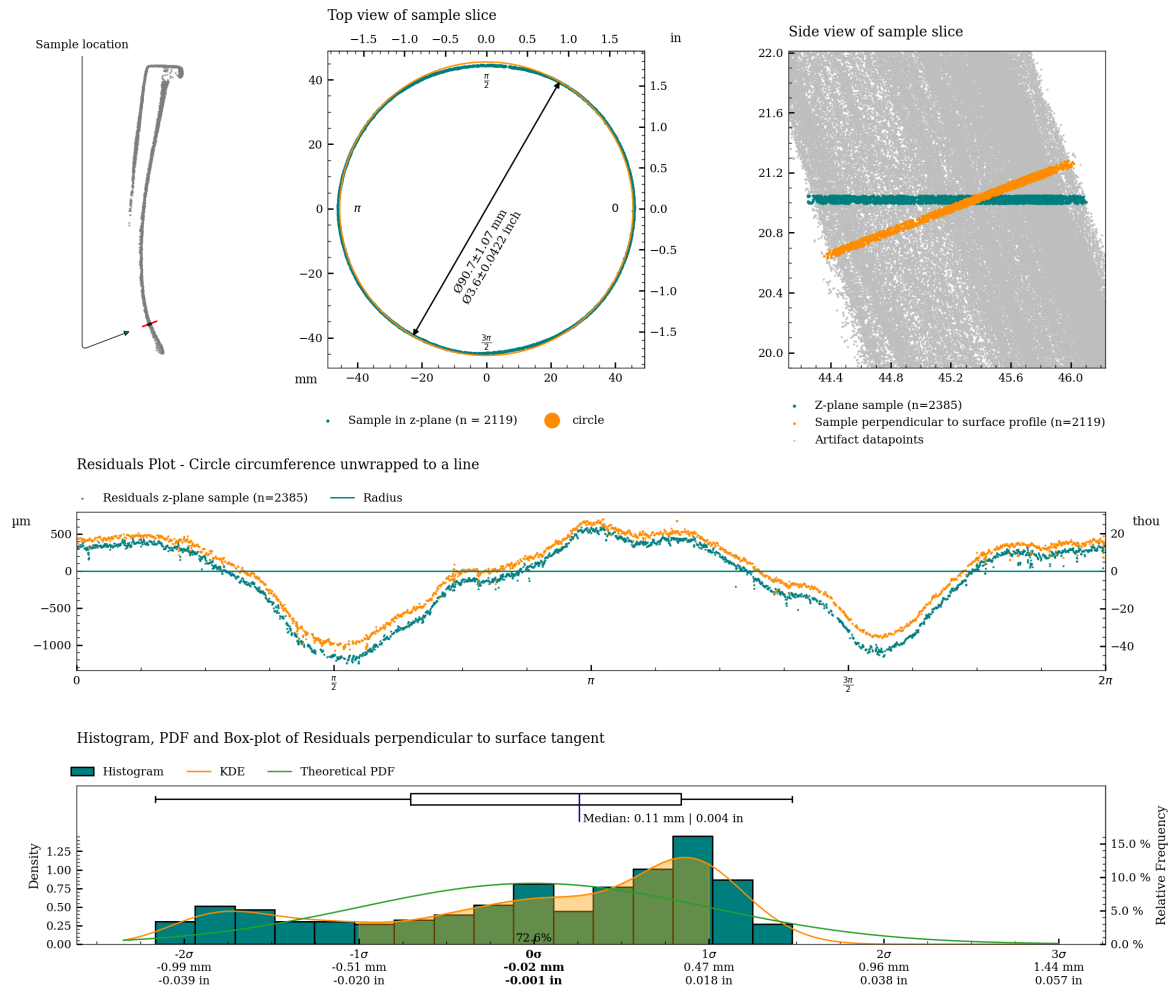 Sample location
Top view of sample slice
−1.5 −1.0 −0.5 0.0 0.5 1.0 1.5 in
40 20 0 −20 −40
1.5 1.0 0.5 0.0 −0.5 −1.0 −1.5
π/2
π 0
Ø90.7±1.07 mm
Ø3.6±0.0422 inch
3π/2
mm −40 −20 0 20 40
Sample in z-plane (n = 2119) circle
Side view of sample slice
22.0
21.6
21.2
20.8
20.4
20.0
44.4 44.8 45.2 45.6 46.0
Z-plane sample (n=2385)
Sample perpendicular to surface profile (n=2119)
Artifact datapoints
Residuals Plot - Circle circumference unwrapped to a line
Residuals z-plane sample (n=2385) Radius
µm thou
500 20
0 0
−500 −20
−1000 −40
0 π/2 π 3π/2 2π
Histogram, PDF and Box-plot of Residuals perpendicular to surface tangent
Histogram KDE Theoretical PDF
Median: 0.11 mm | 0.004 in
Density
1.25
1.00
0.75
0.50
0.25
0.00
Relative Frequency
15.0 %
10.0 %
5.0 %
0.0 %
72.6%
-2σ -1σ 0σ 1σ 2σ 3σ
-0.99 mm -0.51 mm -0.02 mm 0.47 mm 0.96 mm 1.44 mm
-0.039 in -0.020 in -0.001 in 0.018 in 0.038 in 0.057 in